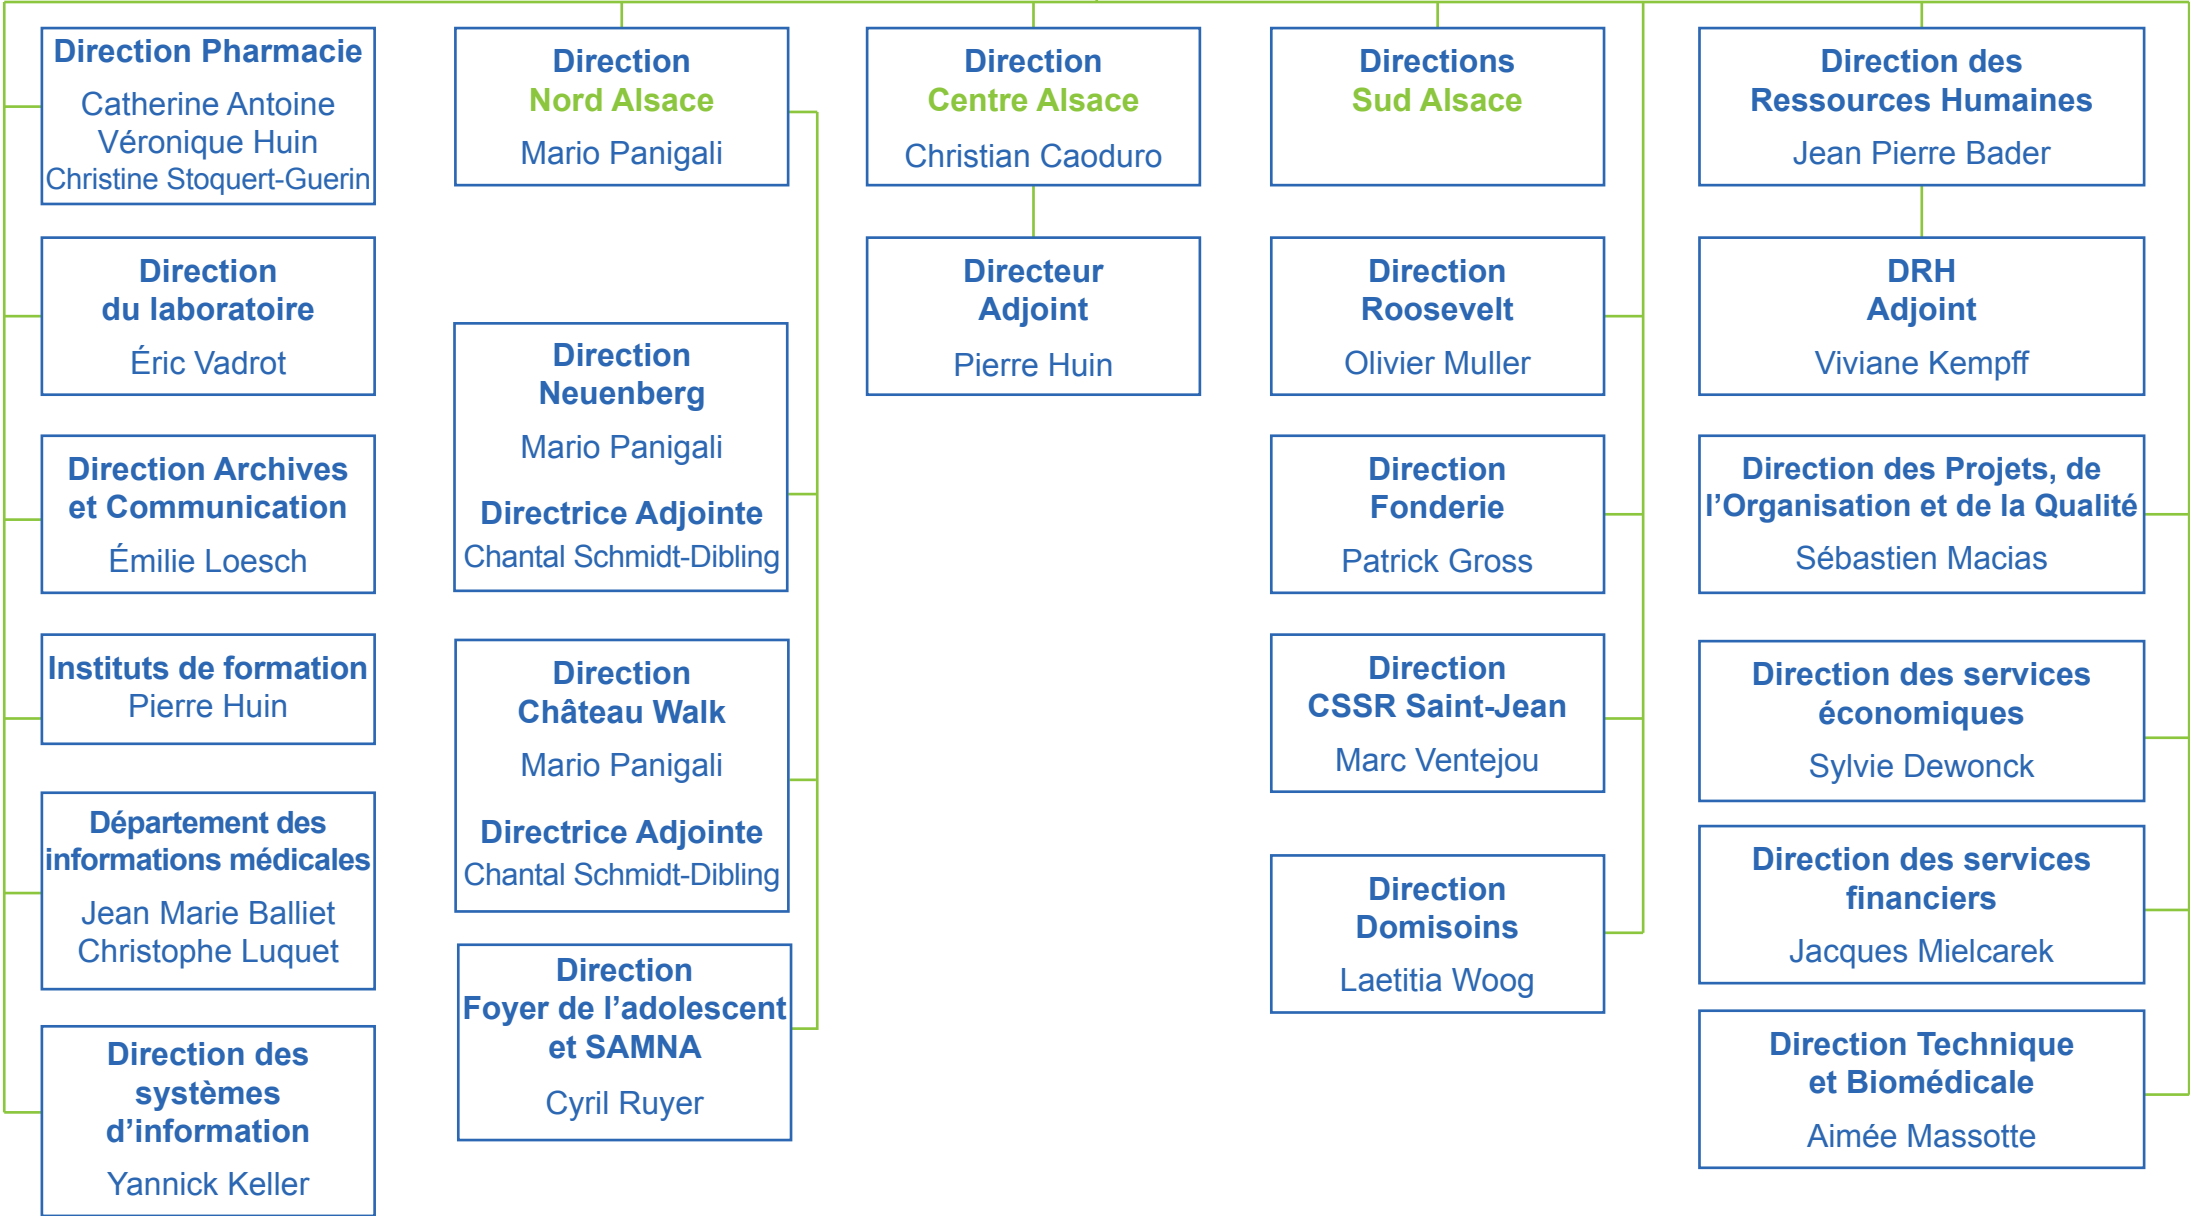 Direction Pharmacie
Catherine Antoine
Véronique Huin
Christine Stoquert-Guerin
Direction
du laboratoire
Éric Vadrot
Direction Archives
et Communication
Émilie Loesch
Instituts de formation
Pierre Huin
Département des
informations médicales
Jean Marie Balliet
Christophe Luquet
Direction des
systèmes
d’information
Yannick Keller
Direction
Nord Alsace
Mario Panigali
Direction
Neuenberg
Mario Panigali
Directrice Adjointe
Chantal Schmidt-Dibling
Direction
Château Walk
Mario Panigali
Directrice Adjointe
Chantal Schmidt-Dibling
Direction
Foyer de l’adolescent
et SAMNA
Cyril Ruyer
Direction
Centre Alsace
Christian Caoduro
Directeur
Adjoint
Pierre Huin
Directions
Sud Alsace
Direction
Roosevelt
Olivier Muller
Direction
Fonderie
Patrick Gross
Direction
CSSR Saint-Jean
Marc Ventejou
Direction
Domisoins
Laetitia Woog
Direction des
Ressources Humaines
Jean Pierre Bader
DRH
Adjoint
Viviane Kempff
Direction des Projets, de
l’Organisation et de la Qualité
Sébastien Macias
Direction des services
économiques
Sylvie Dewonck
Direction des services
financiers
Jacques Mielcarek
Direction Technique
et Biomédicale
Aimée Massotte